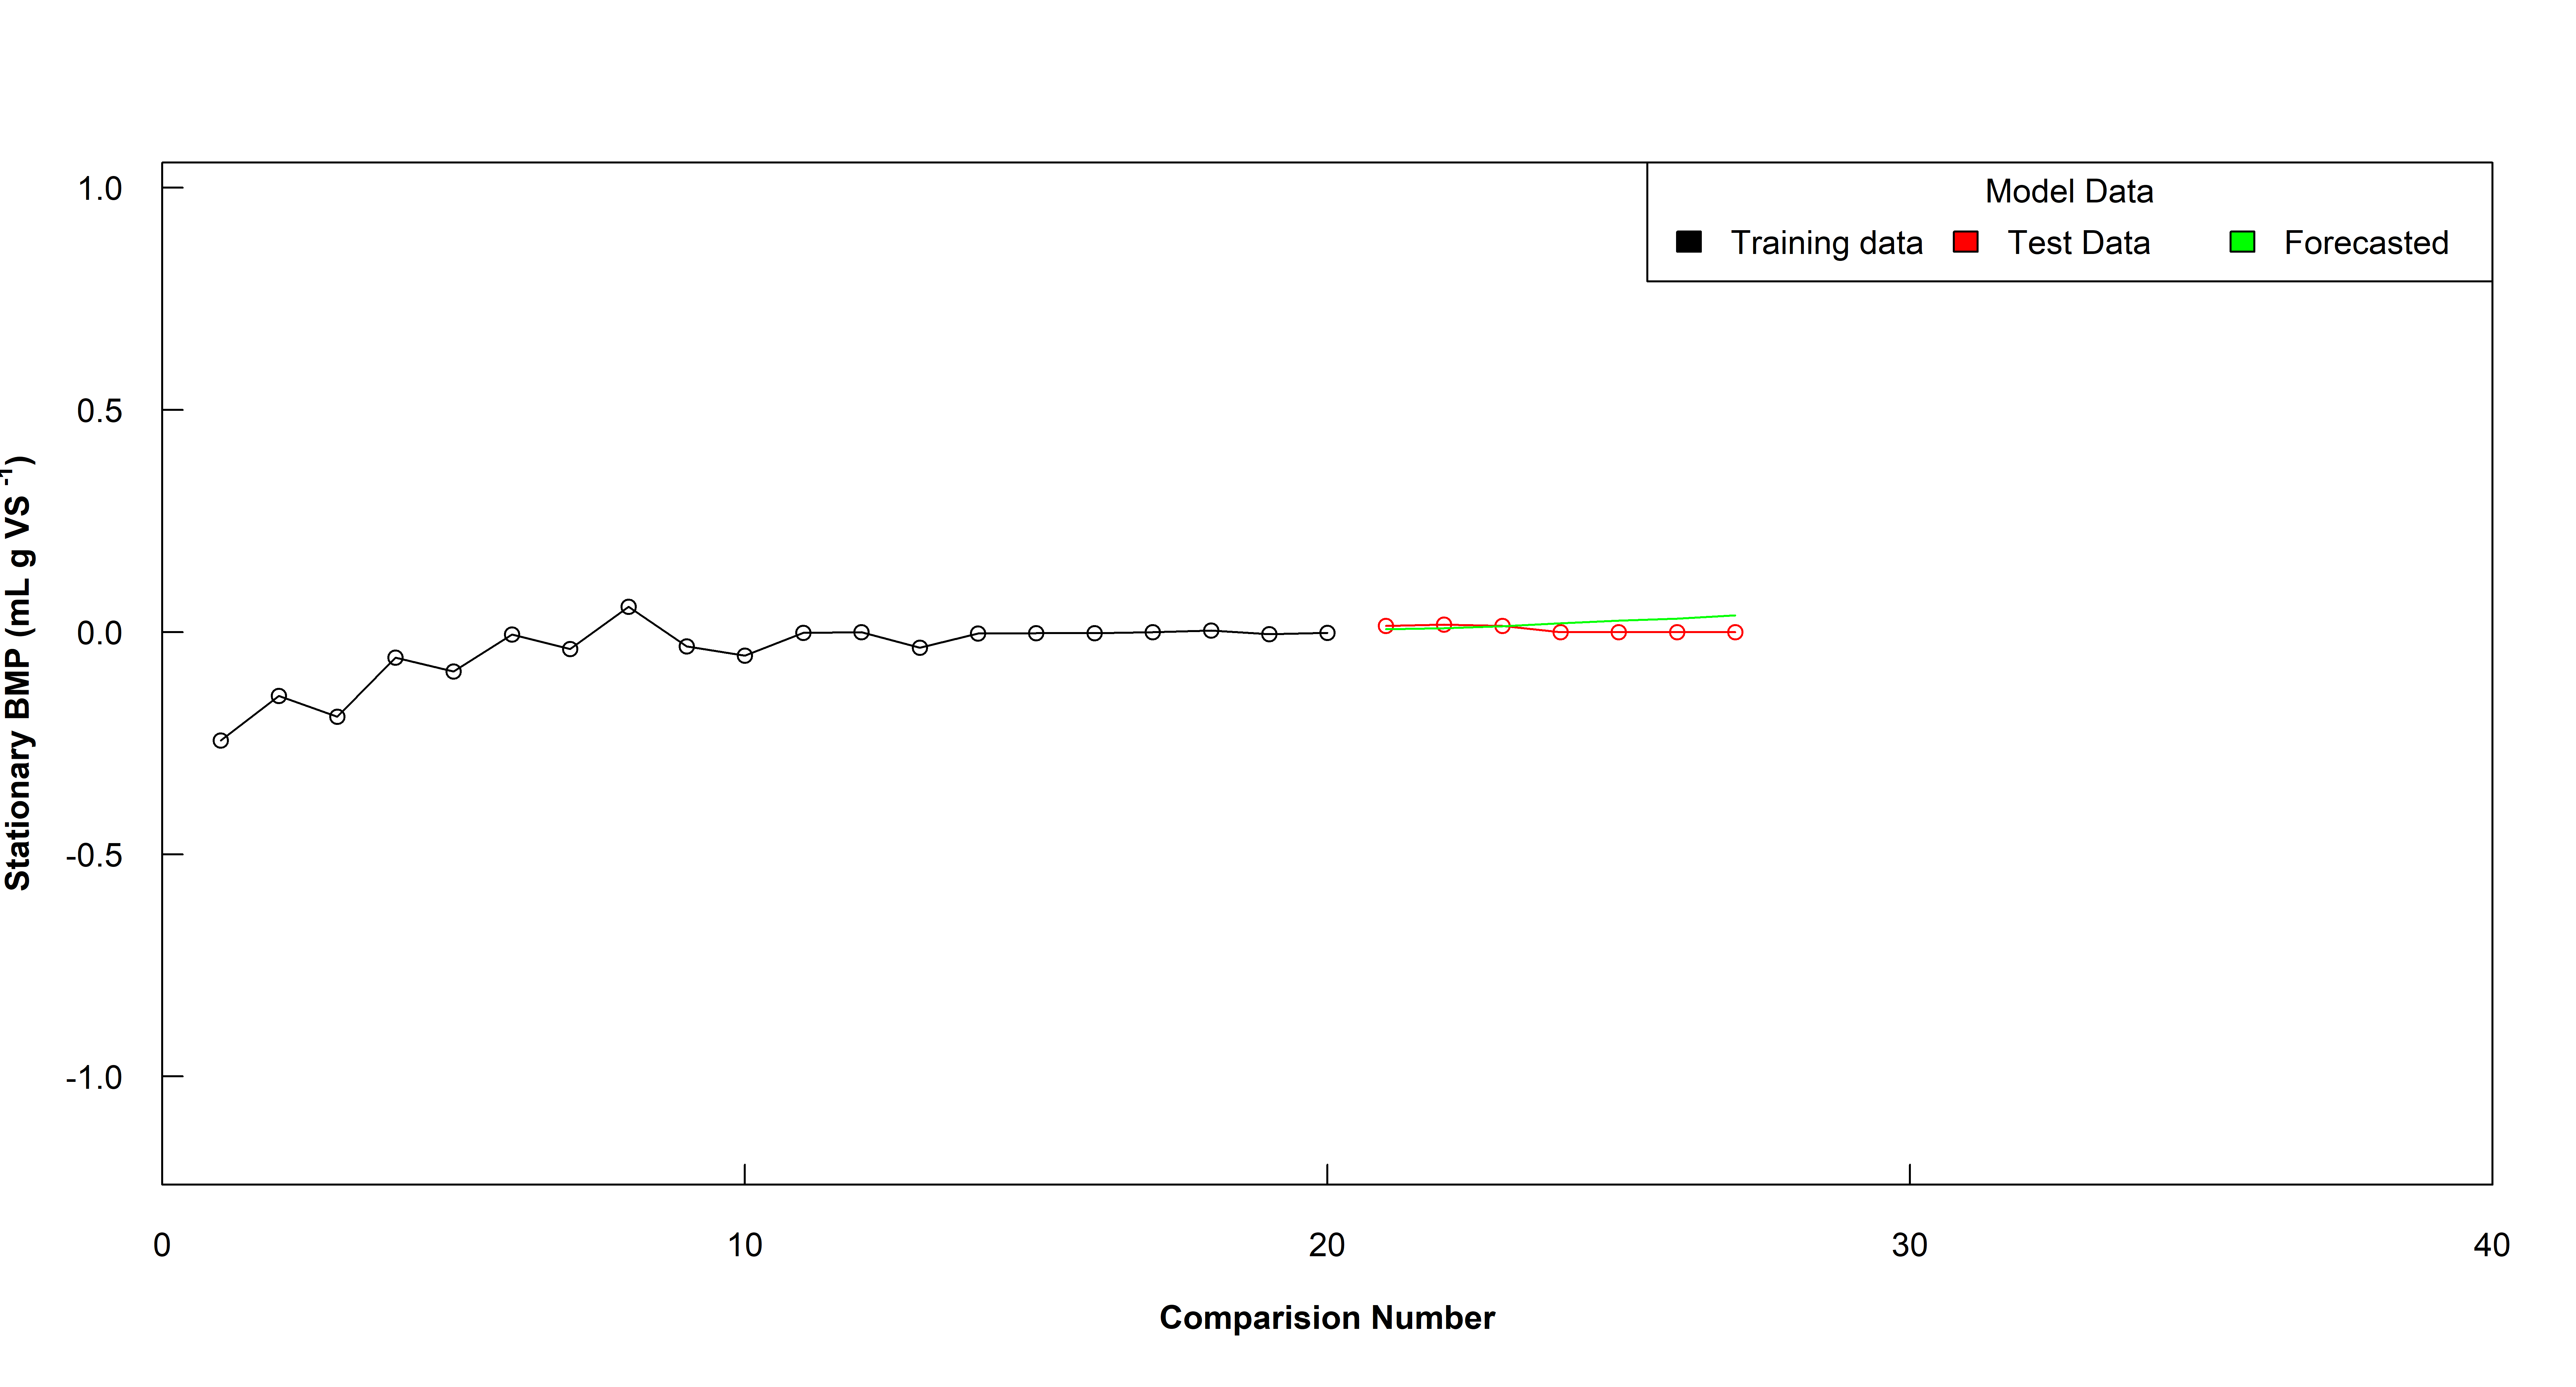 Model Data
Training data
Test Data
Forecasted
1.0
0.5
0.0
-0.5
-1.0
Stationary BMP (mL g VS -1)
0
10
20
30
40
Comparision Number